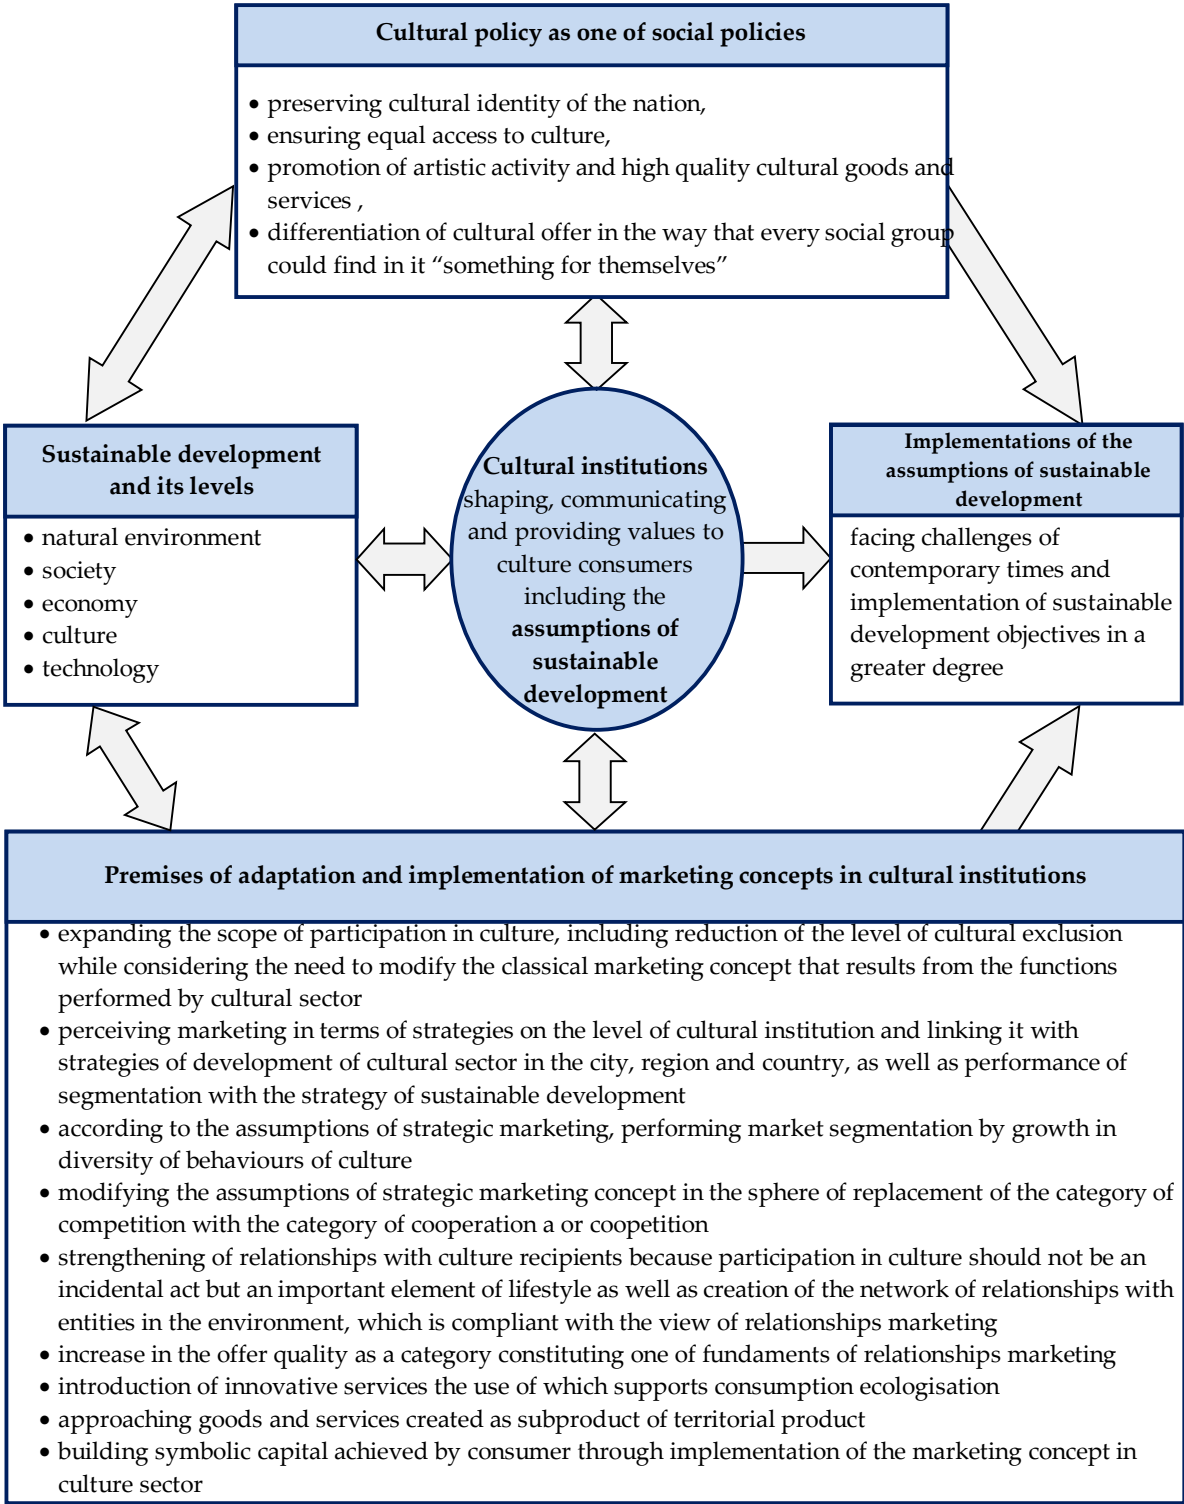 Cultural policy as one of social policies
• preserving cultural identity of the nation,
• ensuring equal access to culture,
• promotion of artistic activity and high quality cultural goods and
services ,
• differentiation of cultural offer in the way that every social group
could find in it “something for themselves”
Sustainable development
and its levels
• natural environment
• society
• economy
• culture
• technology
Cultural institutions
shaping, communicating
and providing values to
culture consumers
including the
assumptions of
sustainable
development
Implementations of the
assumptions of sustainable
development
facing challenges of
contemporary times and
implementation of sustainable
development objectives in a
greater degree
Premises of adaptation and implementation of marketing concepts in cultural institutions
• expanding the scope of participation in culture, including reduction of the level of cultural exclusion
while considering the need to modify the classical marketing concept that results from the functions
performed by cultural sector
• perceiving marketing in terms of strategies on the level of cultural institution and linking it with
strategies of development of cultural sector in the city, region and country, as well as performance of
segmentation with the strategy of sustainable development
• according to the assumptions of strategic marketing, performing market segmentation by growth in
diversity of behaviours of culture
• modifying the assumptions of strategic marketing concept in the sphere of replacement of the category of
competition with the category of cooperation a or coopetition
• strengthening of relationships with culture recipients because participation in culture should not be an
incidental act but an important element of lifestyle as well as creation of the network of relationships with
entities in the environment, which is compliant with the view of relationships marketing
• increase in the offer quality as a category constituting one of fundaments of relationships marketing
• introduction of innovative services the use of which supports consumption ecologisation
• approaching goods and services created as subproduct of territorial product
• building symbolic capital achieved by consumer through implementation of the marketing concept in
culture sector